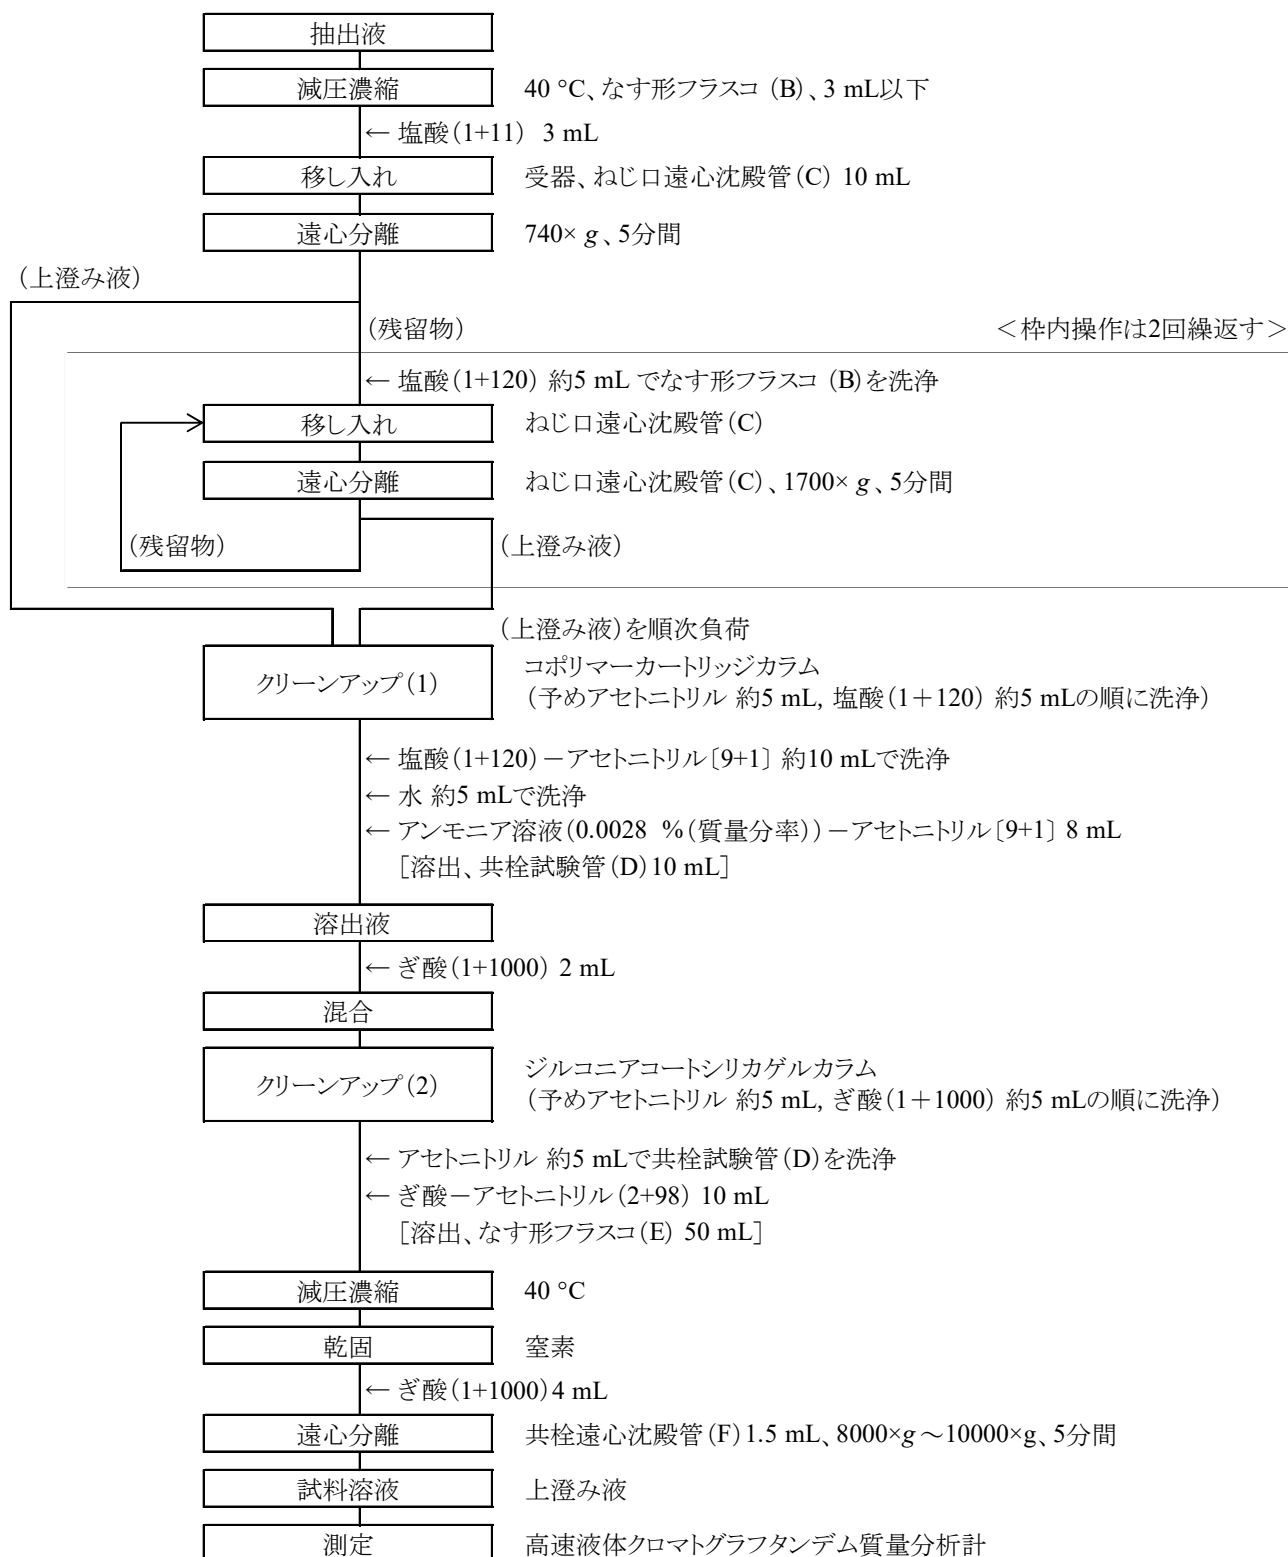 抽出液
減圧濃縮 40 °C、なす形フラスコ (B)、3 mL以下
← 塩酸(1+11) 3 mL
移し入れ 受器、ねじ口遠心沈殿管(C) 10 mL
遠心分離 740× g 、5分間
(上澄み液)
(残留物) <枠内操作は2回繰返す>
← 塩酸(1+120) 約5 mL でなす形フラスコ (B)を洗浄
移し入れ ねじ口遠心沈殿管(C)
遠心分離 ねじ口遠心沈殿管(C)、1700× g 、5分間
(残留物) (上澄み液)
(上澄み液)を順次負荷
クリーンアップ(1) コポリマーカートリッジカラム
(予めアセトニトリル 約5 mL, 塩酸(1+120) 約5 mLの順に洗浄)
← 塩酸(1+120)-アセトニトリル〔9+1〕 約10 mLで洗浄
← 水 約5 mLで洗浄
← アンモニア溶液(0.0028 %(質量分率))-アセトニトリル〔9+1〕 8 mL
[溶出、共栓試験管(D)10 mL]
溶出液
← ぎ酸(1+1000) 2 mL
混合
クリーンアップ(2) ジルコニアコートシリカゲルカラム
(予めアセトニトリル 約5 mL, ぎ酸(1+1000) 約5 mLの順に洗浄)
← アセトニトリル 約5 mLで共栓試験管(D)を洗浄
← ぎ酸-アセトニトリル(2+98) 10 mL
[溶出、なす形フラスコ(E) 50 mL]
減圧濃縮 40 °C
乾固 窒素
← ぎ酸(1+1000)4 mL
遠心分離 共栓遠心沈殿管(F)1.5 mL、8000×g~10000×g、5分間
試料溶液 上澄み液
測定 高速液体クロマトグラフタンデム質量分析計